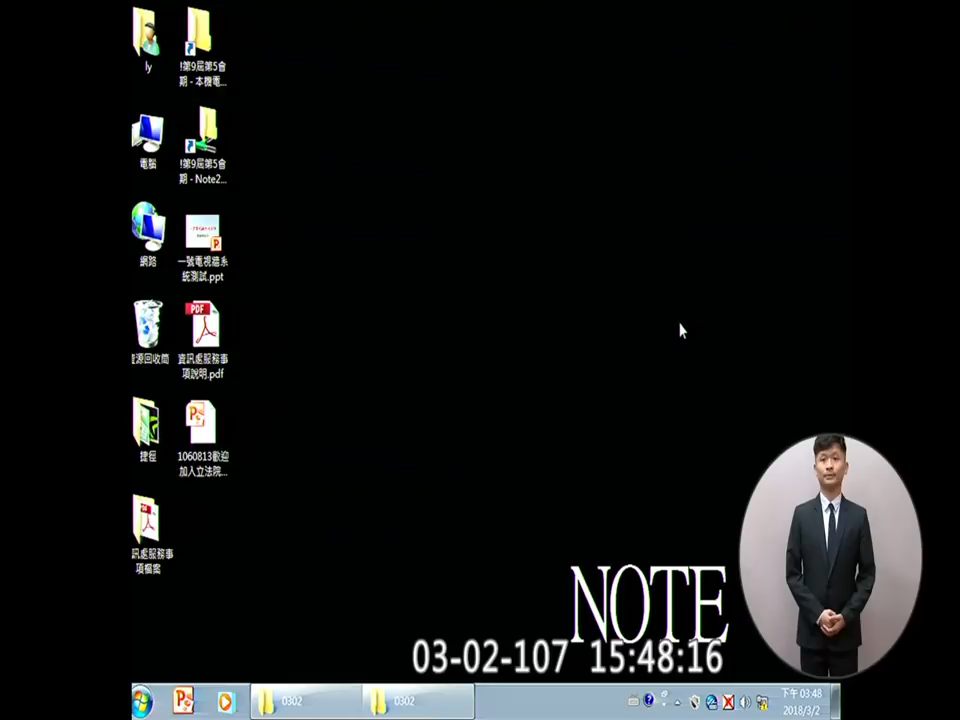 ly
!第9屆第5會
期 - 本機電...
電腦
!第9屆第5會
期 - Note2...
網路
一號電視牆系
統測試.ppt
資源回收筒
PDF
資訊處服務事
項說明.pdf
捷徑
1060813歡迎
加入立法院...
訊處服務事
項檔案
NOTE
03-02-107 15:48:16
0302
0302
下午 03:48
2018/3/2